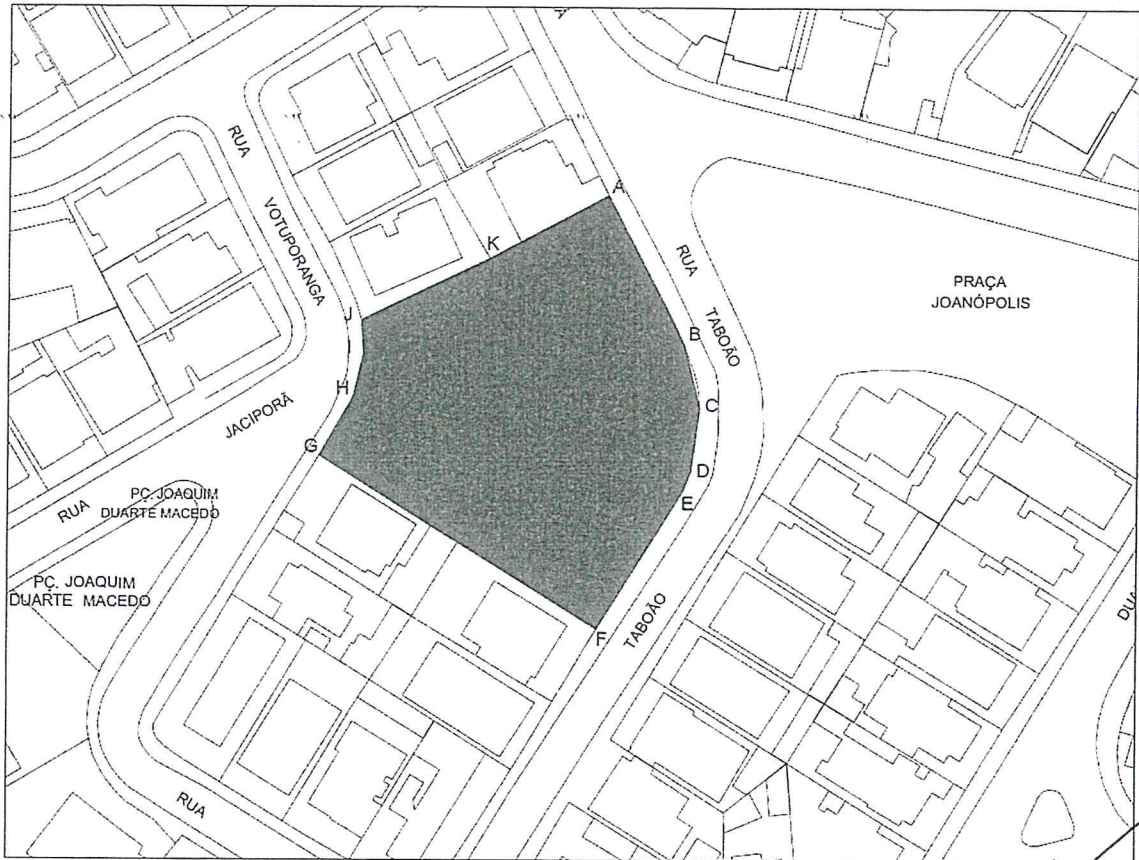 A
RUA
VOTUPORANGA
K
RUA
TABOÃO
PRAÇA
JOANÓPOLIS
J
B
H
C
JACIPORÃ
G
D
E
RUA
PÇ. JOAQUIM
DUARTE MACEDO
PÇ. JOAQUIM
DUARTE MACEDO
F
TABOÃO
RUA